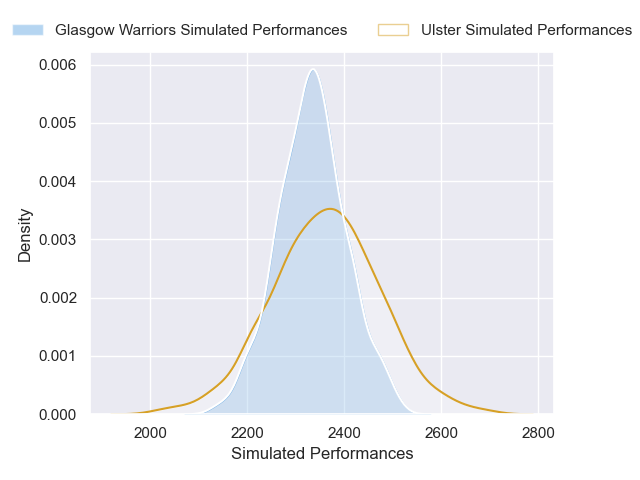 Glasgow Warriors Simulated Performances Ulster Simulated Performances
0.006
0.005
0.004
0.003
0.002
0.001
0.000
Density
2000 2200 2400 2600 2800
Simulated Performances